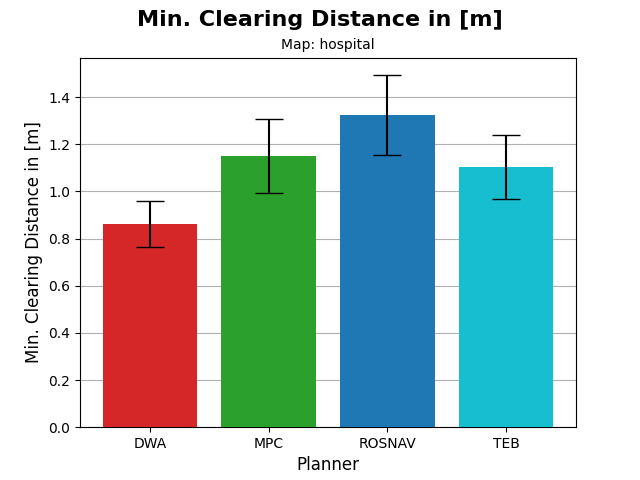 Min. Clearing Distance in [m]
Map: hospital
Min. Clearing Distance in [m]
1.4
1.2
1.0
0.8
0.6
0.4
0.2
0.0
DWA MPC ROSNAV TEB
Planner